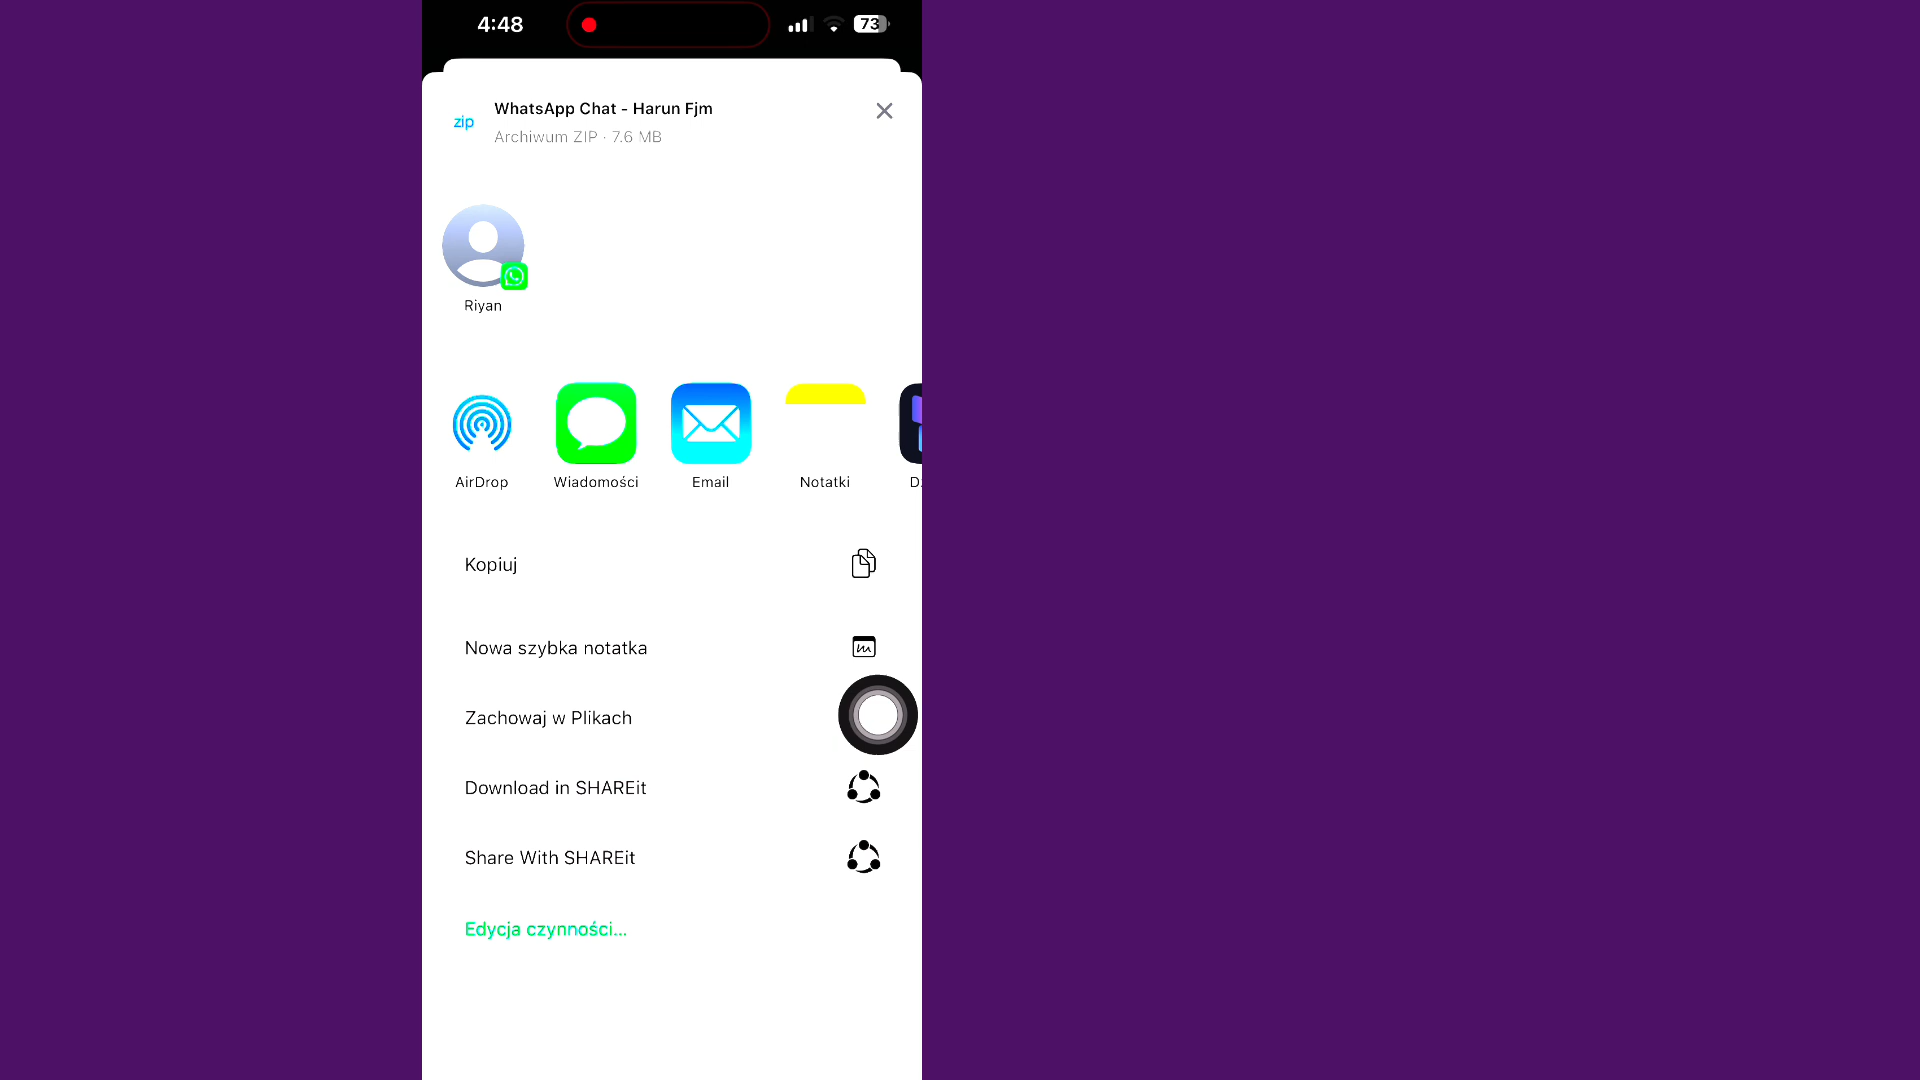 4:48
73
WhatsApp Chat - Harun Fjm
zip
Archiwum ZIP · 7.6 MB
Riyan
AirDrop
Wiadomości
Email
Notatki
Kopiuj
Nowa szybka notatka
Zachowaj w Plikach
Download in SHAREit
Share With SHAREit
Edycja czynności...